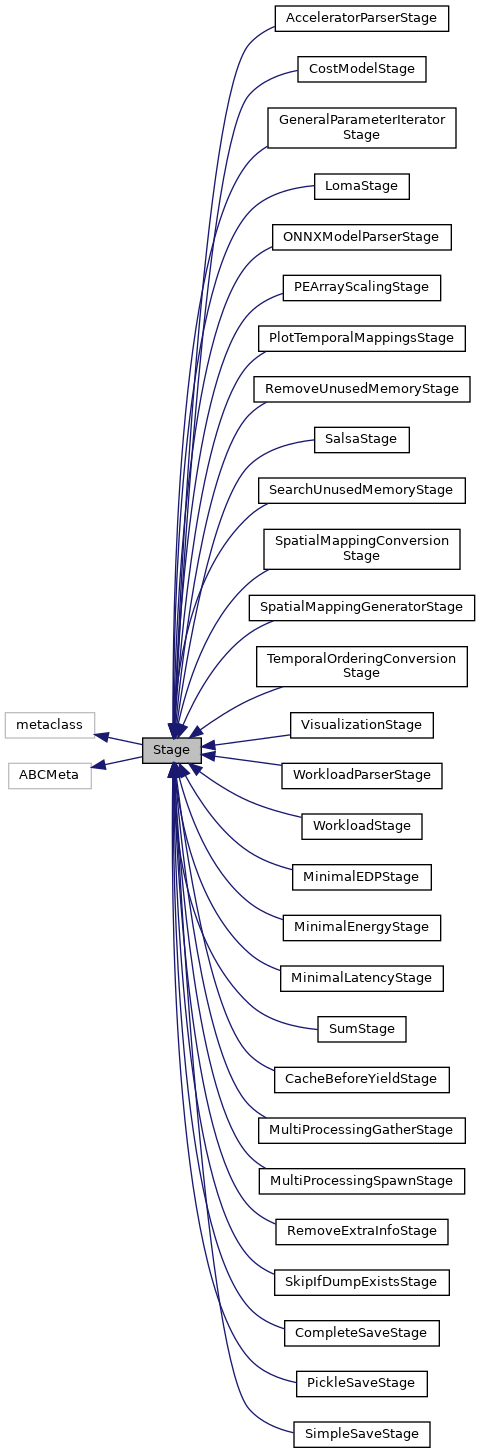 AcceleratorParserStage
CostModelStage
GeneralParameterIterator
Stage
LomaStage
ONNXModelParserStage
PEArrayScalingStage
PlotTemporalMappingsStage
RemoveUnusedMemoryStage
SalsaStage
SearchUnusedMemoryStage
SpatialMappingConversion
Stage
SpatialMappingGeneratorStage
TemporalOrderingConversion
Stage
metaclass
VisualizationStage
Stage
ABCMeta
WorkloadParserStage
WorkloadStage
MinimalEDPStage
MinimalEnergyStage
MinimalLatencyStage
SumStage
CacheBeforeYieldStage
MultiProcessingGatherStage
MultiProcessingSpawnStage
RemoveExtraInfoStage
SkipIfDumpExistsStage
CompleteSaveStage
PickleSaveStage
SimpleSaveStage